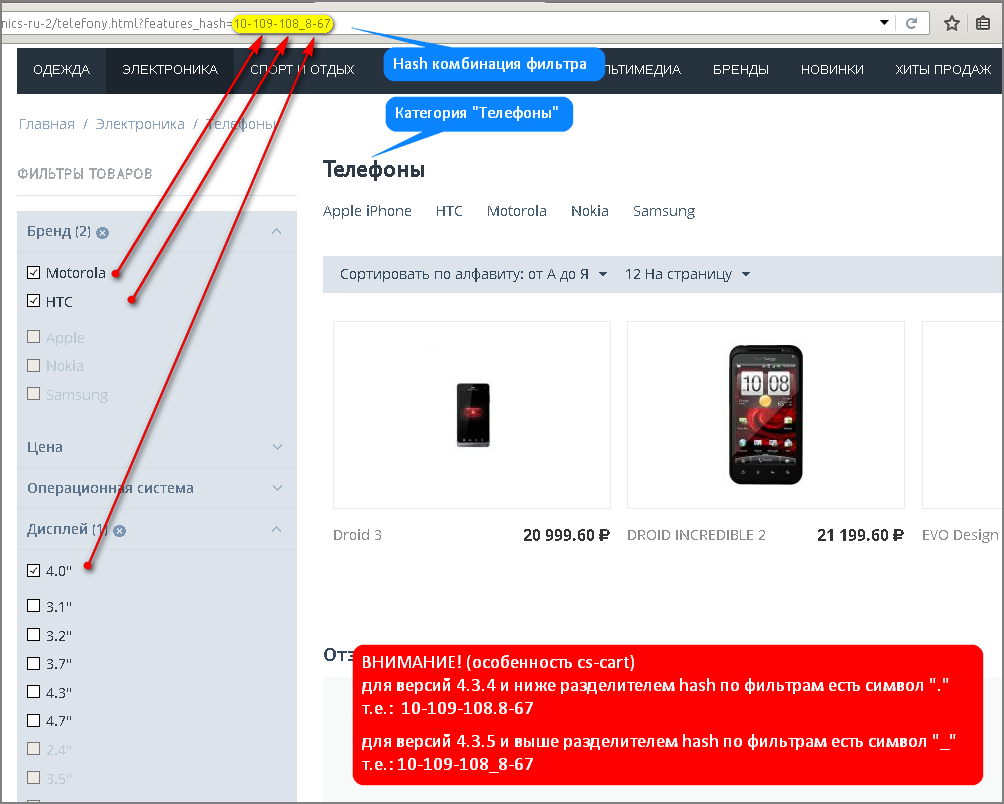 nics-ru-2/telefony.html?features_hash=10-109-108_8-67
Hash комбинация фильтра
ОДЕЖДА ЭЛЕКТРОНИКА СПОРТ И ОТДЫХ ЛЬТИМЕДИА БРЕНДЫ НОВИНКИ ХИТЫ ПРОДАЖ
Категория "Телефоны"
Главная / Электроника / Телефоны
ФИЛЬТРЫ ТОВАРОВ
Бренд (2)
Motorola
HTC
Apple
Nokia
Samsung
Цена
Операционная система
Дисплей (1)
4.0"
3.1"
3.2"
3.7"
4.3"
4.7"
2.4"
3.5"
Телефоны
Apple iPhone HTC Motorola Nokia Samsung
Сортировать по алфавиту: от А до Я 12 На страницу
Droid 3 20 999.60 ₽ DROID INCREDIBLE 2 21 199.60 ₽ EVO Design
ВНИМАНИЕ! (особенность cs-cart)
для версий 4.3.4 и ниже разделителем hash по фильтрам есть символ "."
т.е.: 10-109-108.8-67
для версий 4.3.5 и выше разделителем hash по фильтрам есть символ "_"
т.е.: 10-109-108_8-67